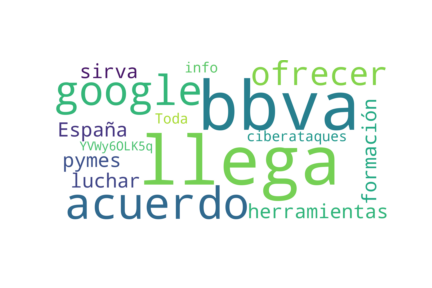 info
sirva
ofrecer
google
bbva
España
Toda
ciberataques
YVWy6OLK5q
llega
pymes
luchar
formación
acuerdo
herramientas